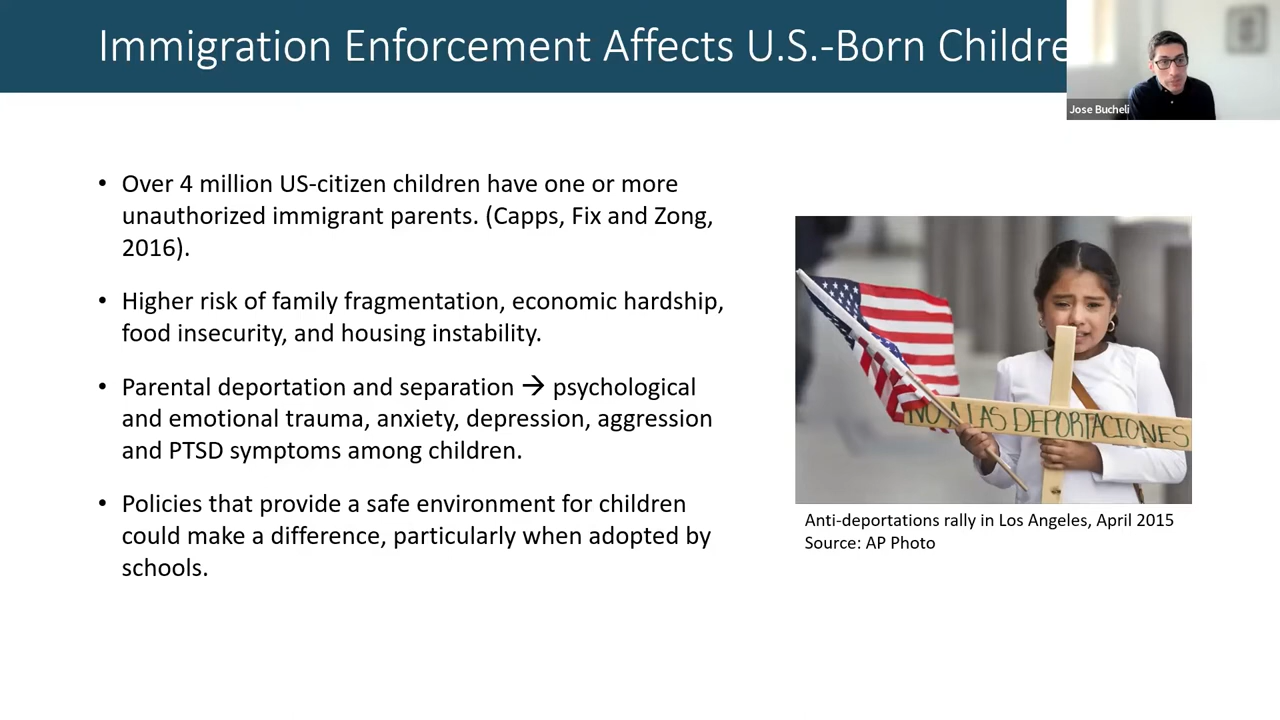 Immigration Enforcement Affects U.S.-Born Childre
Jose Bucheli
• Over 4 million US-citizen children have one or more
unauthorized immigrant parents. (Capps, Fix and Zong,
2016).
• Higher risk of family fragmentation, economic hardship,
food insecurity, and housing instability.
• Parental deportation and separation → psychological
and emotional trauma, anxiety, depression, aggression
and PTSD symptoms among children.
• Policies that provide a safe environment for children
could make a difference, particularly when adopted by
schools.
NO A LAS DEPORTACIONES
Anti-deportations rally in Los Angeles, April 2015
Source: AP Photo